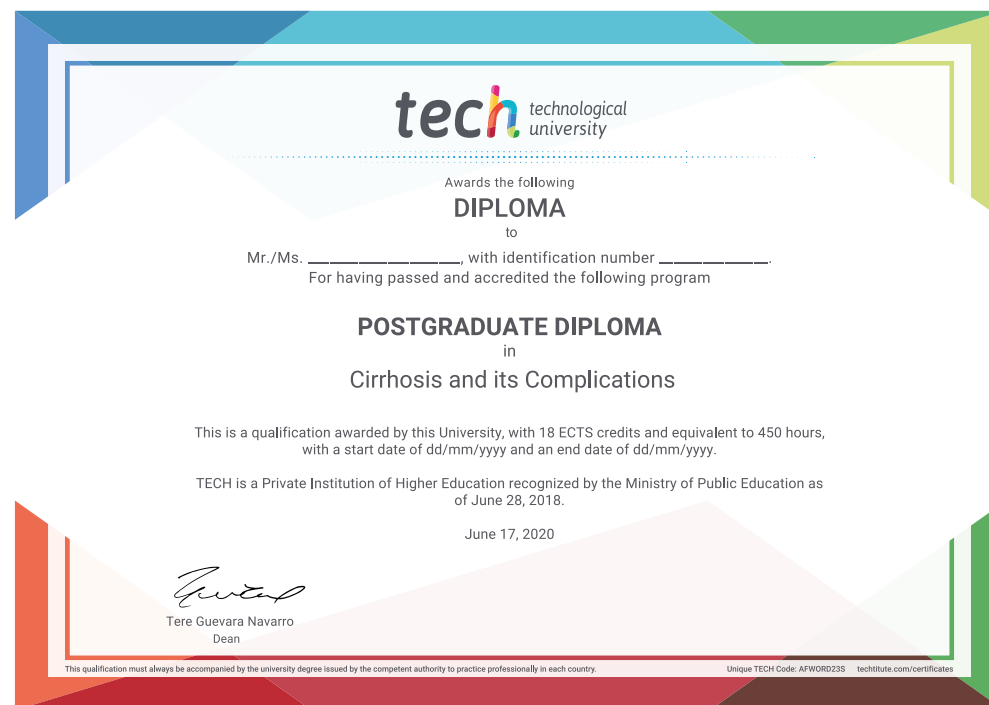 tech technological
university
Awards the following
DIPLOMA
to
Mr./Ms. ____________________, with identification number ______________.
For having passed and accredited the following program
POSTGRADUATE DIPLOMA
in
Cirrhosis and its Complications
This is a qualification awarded by this University, with 18 ECTS credits and equivalent to 450 hours,
with a start date of dd/mm/yyyy and an end date of dd/mm/yyyy.
TECH is a Private Institution of Higher Education recognized by the Ministry of Public Education as
of June 28, 2018.
June 17, 2020
Tere Guevara Navarro
Dean
This qualification must always be accompanied by the university degree issued by the competent authority to practice professionally in each country.
Unique TECH Code: AFWORD23S techtitute.com/certificates